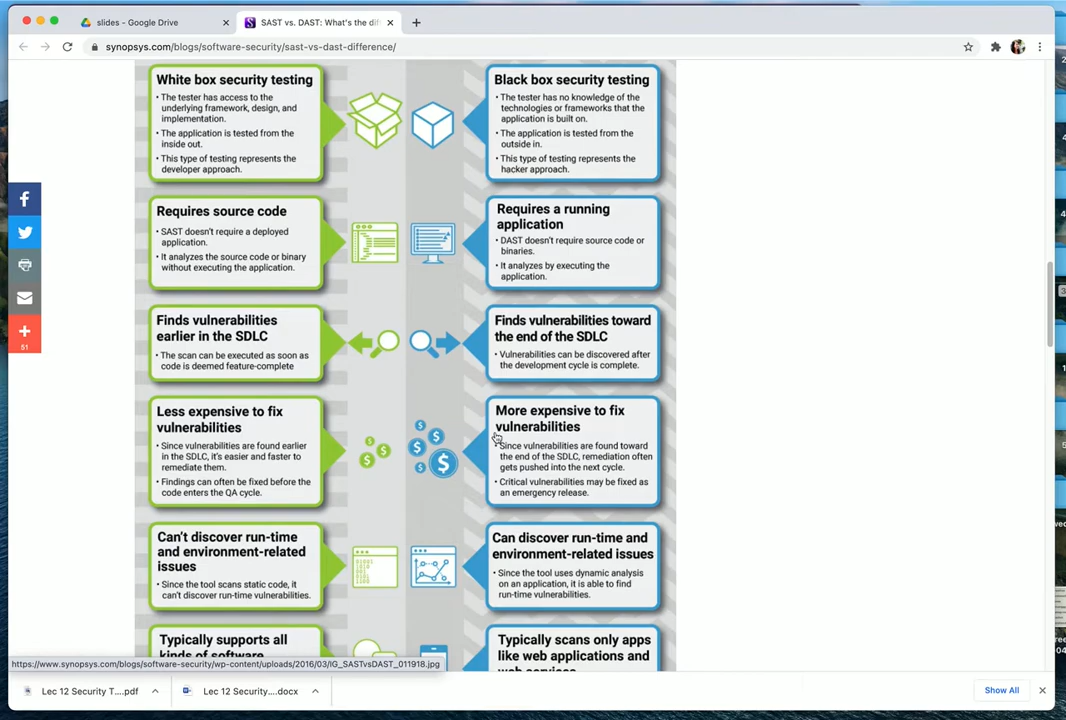 slides - Google Drive
SAST vs. DAST: What's the dif
synopsys.com/blogs/software-security/sast-vs-dast-difference/
White box security testing
• The tester has access to the
underlying framework, design, and
implementation.
• The application is tested from the
inside out.
• This type of testing represents the
developer approach.
Black box security testing
• The tester has no knowledge of the
technologies or frameworks that the
application is built on.
• The application is tested from the
outside in.
• This type of testing represents the
hacker approach.
Requires source code
• SAST doesn't require a deployed
application.
• It analyzes the source code or binary
without executing the application.
Requires a running
application
• DAST doesn't require source code or
binaries.
• It analyzes by executing the
application.
Finds vulnerabilities
earlier in the SDLC
• The scan can be executed as soon as
code is deemed feature-complete
Finds vulnerabilities toward
the end of the SDLC
• Vulnerabilities can be discovered after
the development cycle is complete.
Less expensive to fix
vulnerabilities
• Since vulnerabilities are found earlier
in the SDLC, it's easier and faster to
remediate them.
• Findings can often be fixed before the
code enters the QA cycle.
More expensive to fix
vulnerabilities
Since vulnerabilities are found toward
the end of the SDLC, remediation often
gets pushed into the next cycle.
• Critical vulnerabilities may be fixed as
an emergency release.
Can't discover run-time
and environment-related
issues
• Since the tool scans static code, it
can't discover run-time vulnerabilities.
Can discover run-time and
environment-related issues
• Since the tool uses dynamic analysis
on an application, it is able to find
run-time vulnerabilities.
Typically supports all
kinds of software
Typically scans only apps
like web applications and
web services
51
https://www.synopsys.com/blogs/software-security/wp-content/uploads/2016/03/IG_SASTvsDAST_011918.jpg
Lec 12 Security T....pdf
Lec 12 Security....docx
Show All